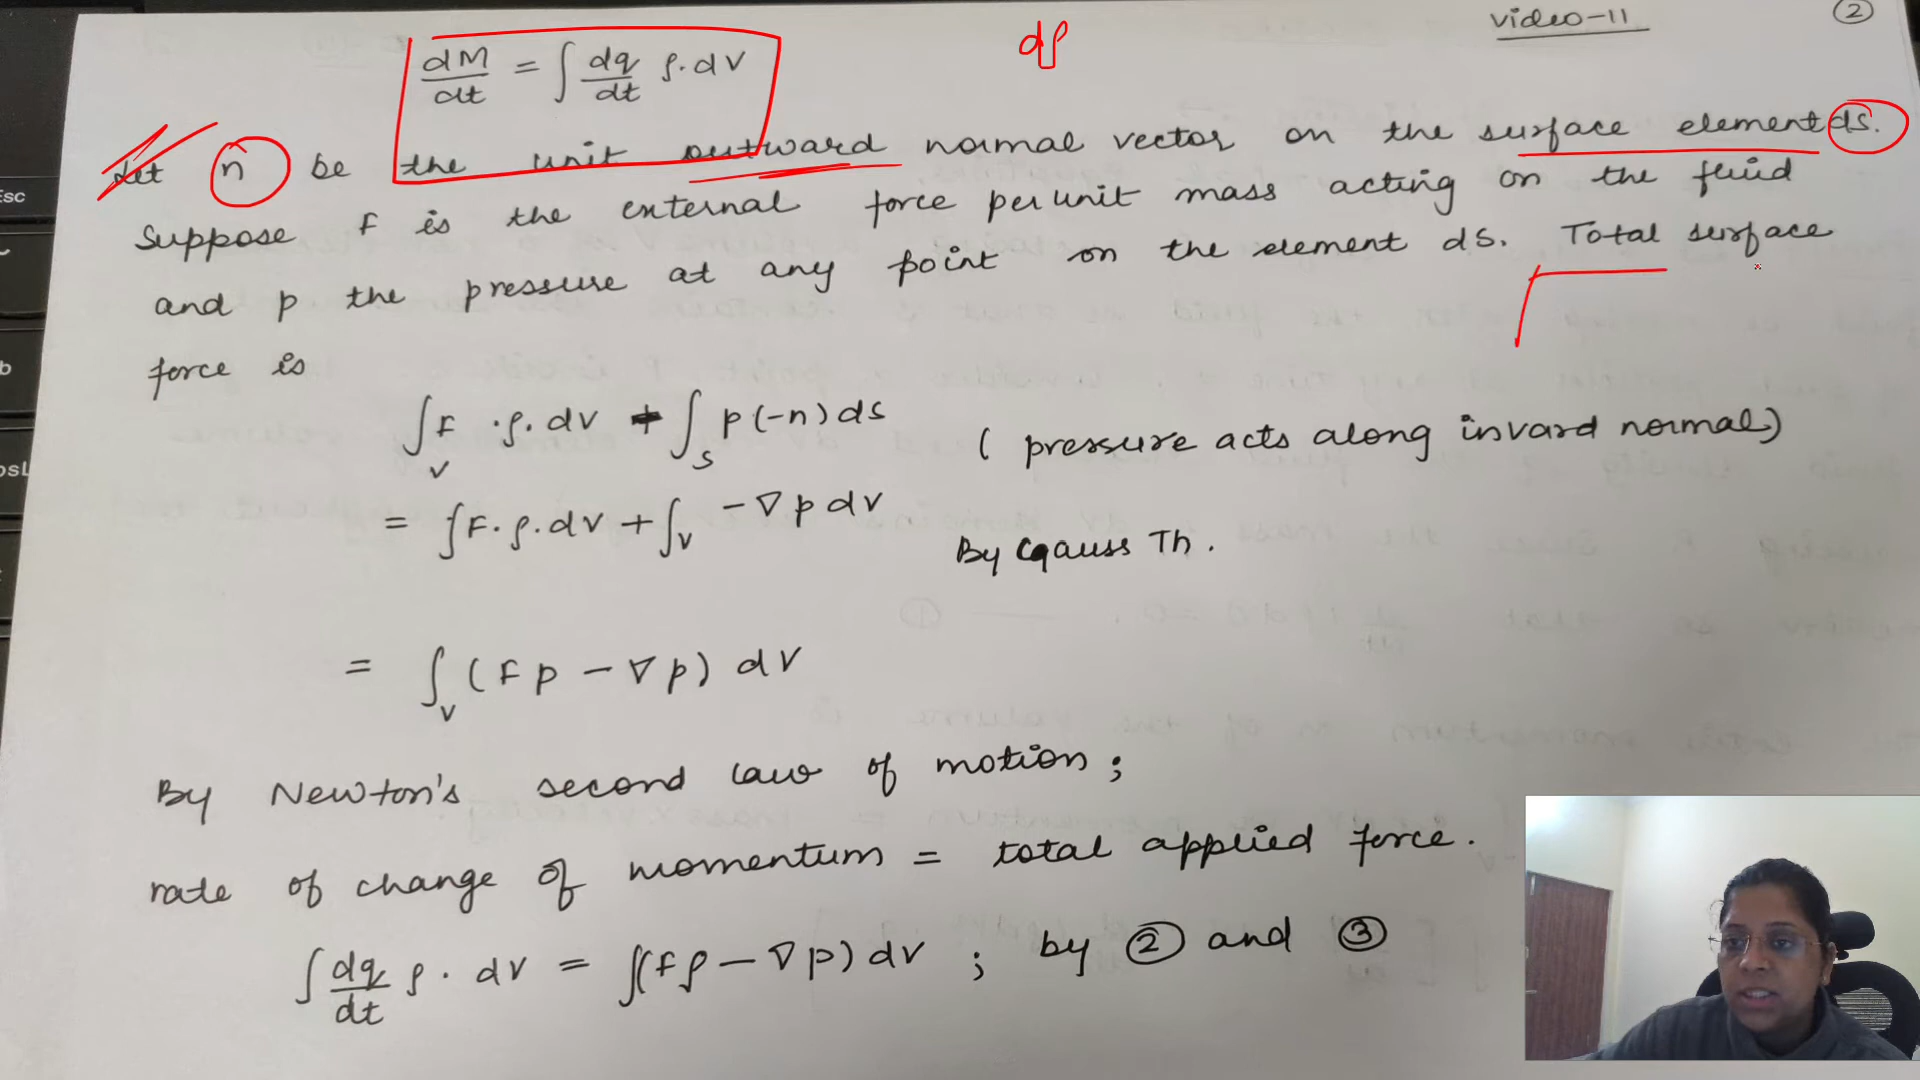 video-11 ②
dρ
dM/dt = ∫ dq/dt ρ. dV
Let n̂ be the unit outward normal vector on the surface element ds.
Suppose F is the external force per unit mass acting on the fluid
and p the pressure at any point on the element ds. Total surface
force is
∫_V F . ρ. dV + ∫_S p (-n) ds ( pressure acts along invard normal)
= ∫ F. ρ. dV + ∫_V - ∇ p dV By Gauss Th.
= ∫_V ( F p - ∇ p) dV
By Newton's second law of motion;
rate of change of momentum = total applied force.
∫ dq/dt ρ . dV = ∫(Fρ - ∇ p) dV ; by ② and ③
Esc
b
psL